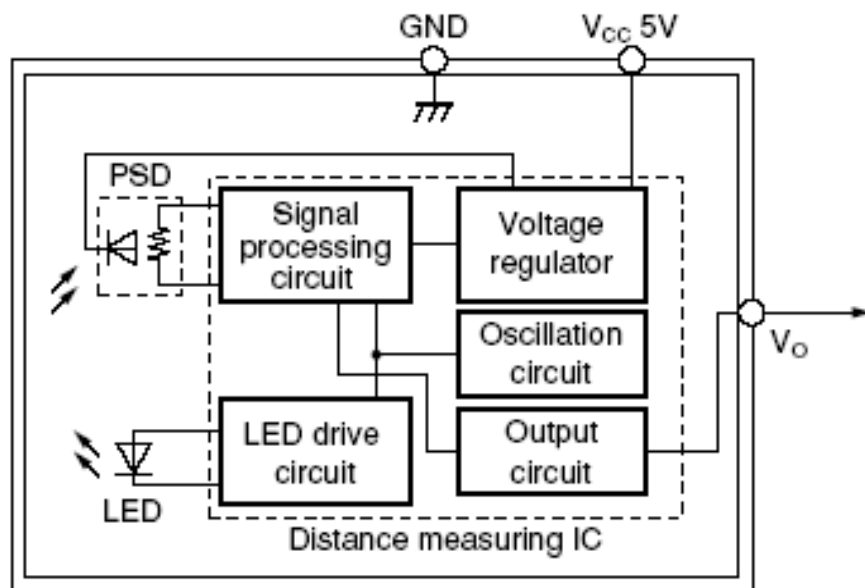 GND
VCC 5V
PSD
Signal
processing
circuit
Voltage
regulator
Oscillation
circuit
VO
LED drive
circuit
Output
circuit
LED
Distance measuring IC